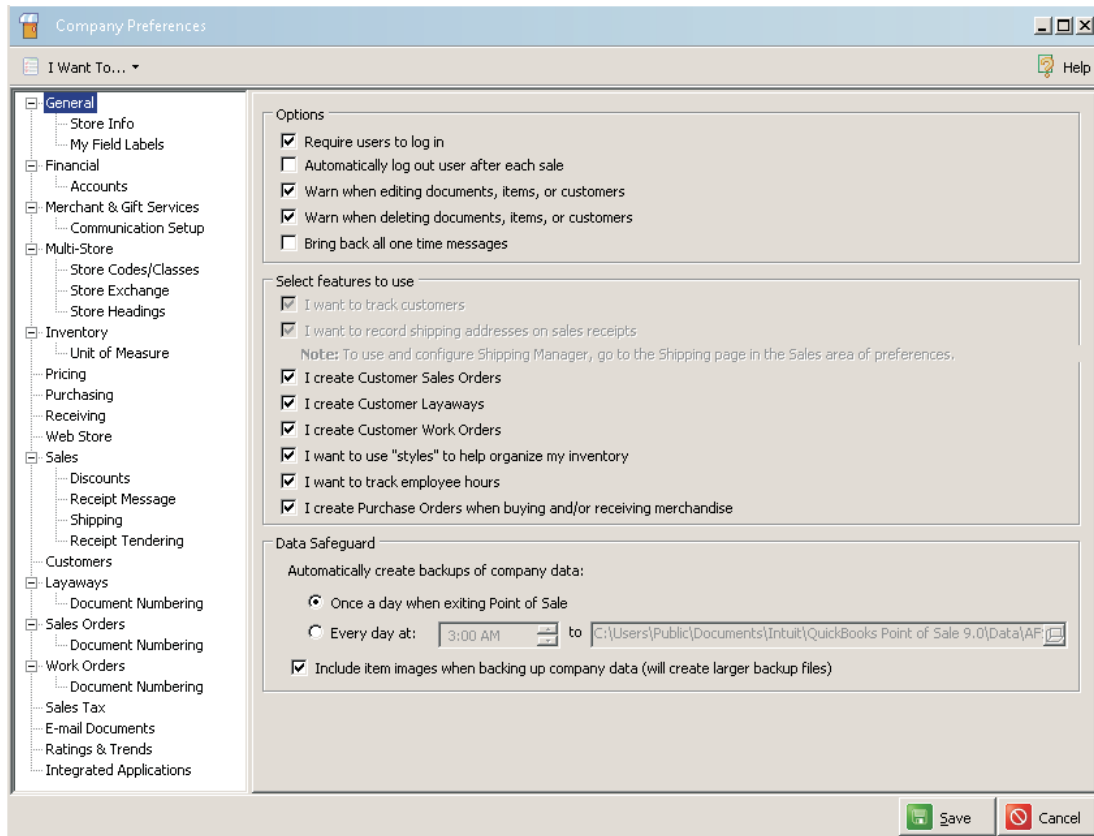 Company Preferences
I Want To...
Help
General
Store Info
My Field Labels
Financial
Accounts
Merchant & Gift Services
Communication Setup
Multi-Store
Store Codes/Classes
Store Exchange
Store Headings
Inventory
Unit of Measure
Pricing
Purchasing
Receiving
Web Store
Sales
Discounts
Receipt Message
Shipping
Receipt Tendering
Customers
Layaways
Document Numbering
Sales Orders
Document Numbering
Work Orders
Document Numbering
Sales Tax
E-mail Documents
Ratings & Trends
Integrated Applications
Options
Require users to log in
Automatically log out user after each sale
Warn when editing documents, items, or customers
Warn when deleting documents, items, or customers
Bring back all one time messages
Select features to use
I want to track customers
I want to record shipping addresses on sales receipts
Note: To use and configure Shipping Manager, go to the Shipping page in the Sales area of preferences.
I create Customer Sales Orders
I create Customer Layaways
I create Customer Work Orders
I want to use "styles" to help organize my inventory
I want to track employee hours
I create Purchase Orders when buying and/or receiving merchandise
Data Safeguard
Automatically create backups of company data:
Once a day when exiting Point of Sale
Every day at: 3:00 AM to C:\Users\Public\Documents\Intuit\QuickBooks Point of Sale 9.0\Data\AF
Include item images when backing up company data (will create larger backup files)
Save
Cancel